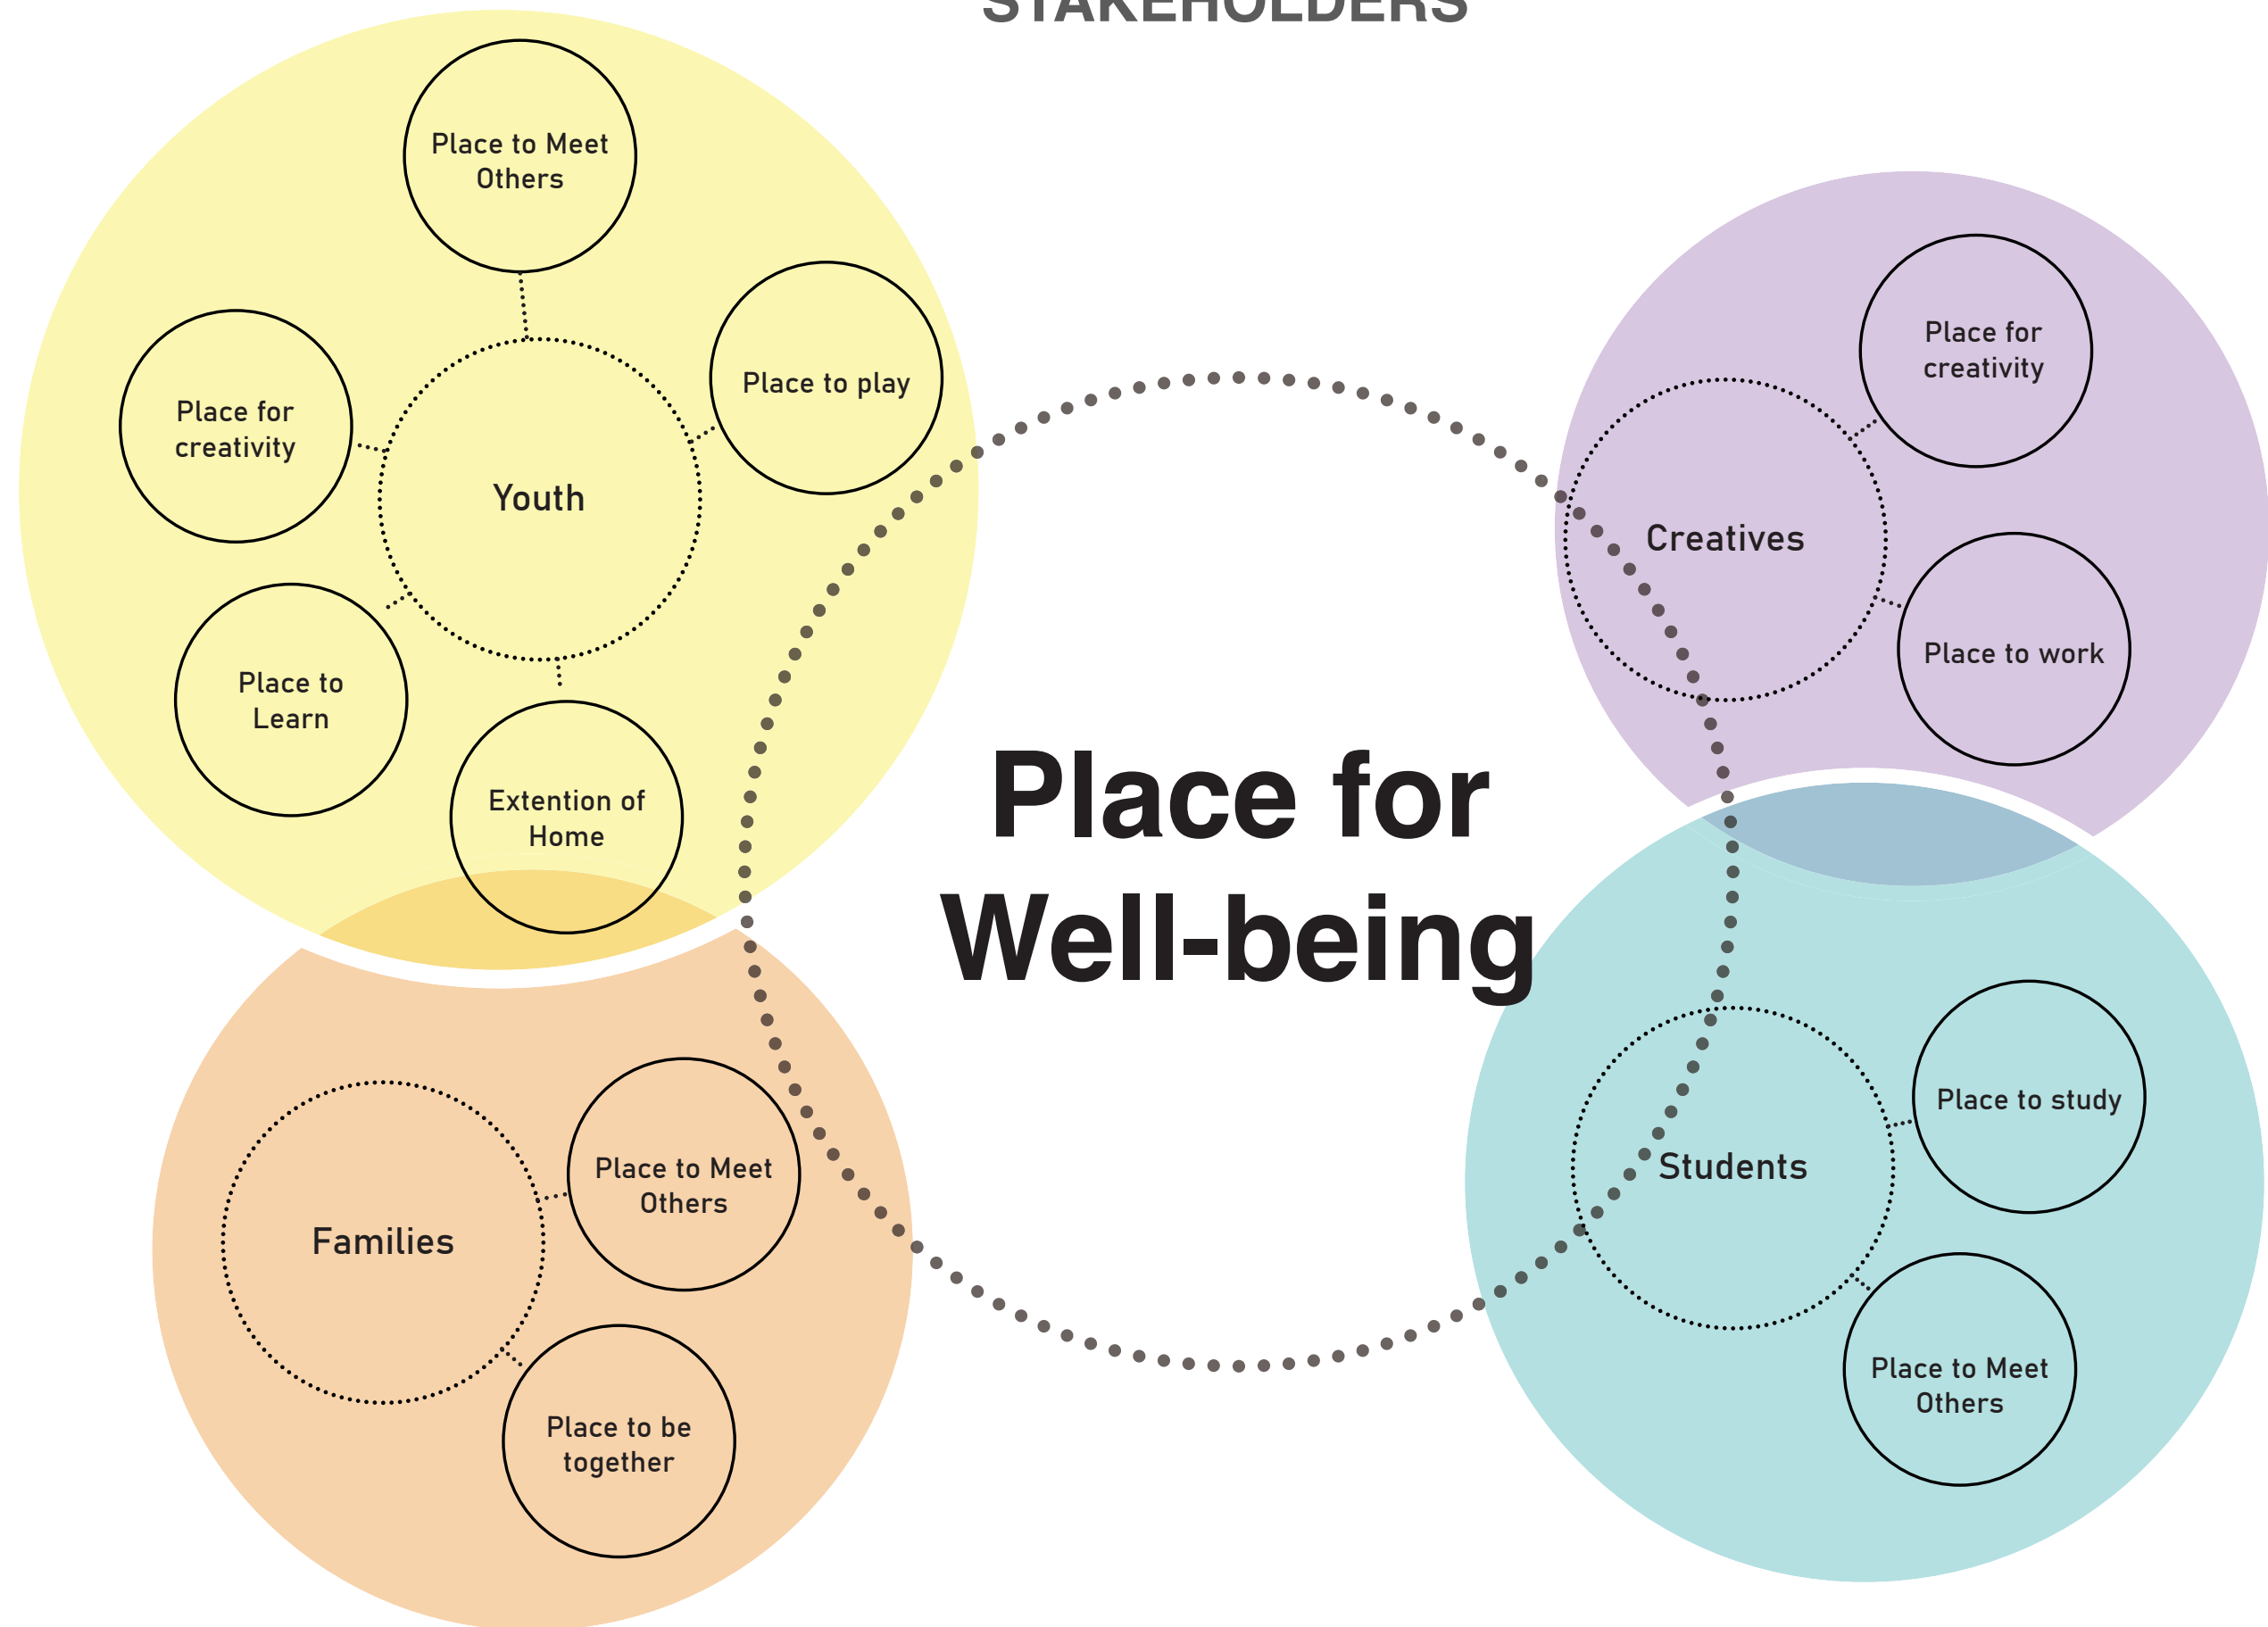 STAKEHOLDERS
Place to Meet
Others
Place to play
Place for
creativity
Youth
Place to
Learn
Extention of
Home
Place for
creativity
Creatives
Place to work
Place for
Well-being
Families
Place to Meet
Others
Place to be
together
Students
Place to study
Place to Meet
Others